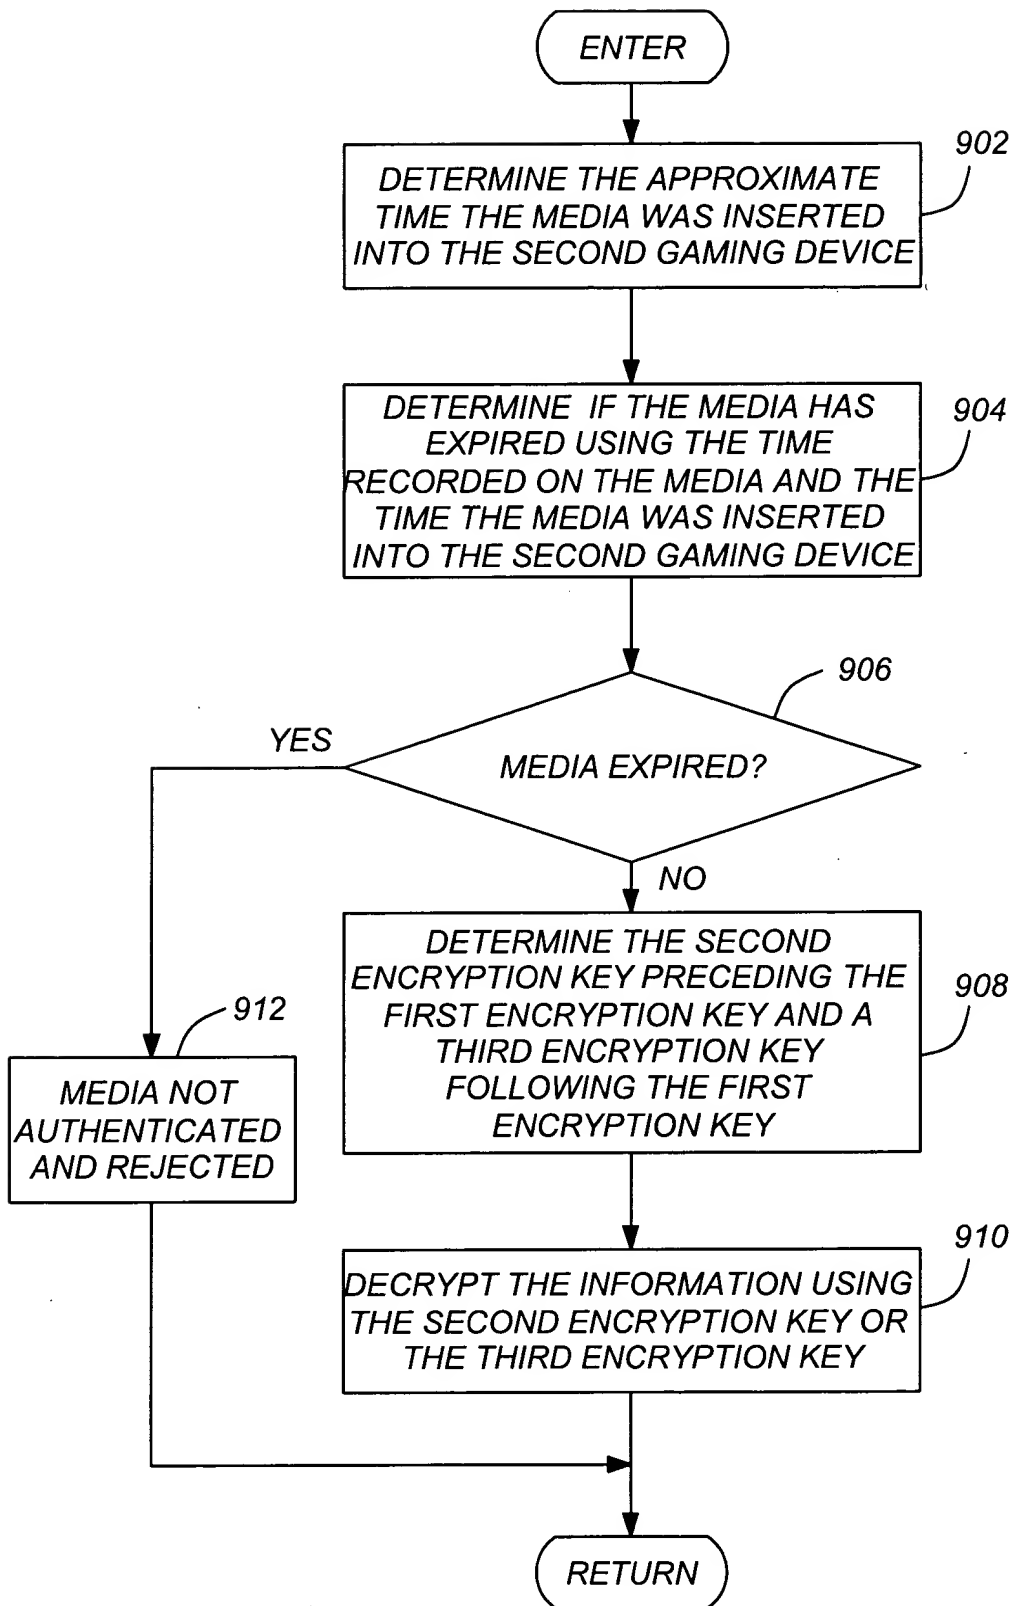 ENTER
902
DETERMINE THE APPROXIMATE
TIME THE MEDIA WAS INSERTED
INTO THE SECOND GAMING DEVICE
904
DETERMINE IF THE MEDIA HAS
EXPIRED USING THE TIME
RECORDED ON THE MEDIA AND THE
TIME THE MEDIA WAS INSERTED
INTO THE SECOND GAMING DEVICE
906
YES
MEDIA EXPIRED?
NO
908
DETERMINE THE SECOND
ENCRYPTION KEY PRECEDING THE
FIRST ENCRYPTION KEY AND A
THIRD ENCRYPTION KEY
FOLLOWING THE FIRST
ENCRYPTION KEY
912
MEDIA NOT
AUTHENTICATED
AND REJECTED
910
DECRYPT THE INFORMATION USING
THE SECOND ENCRYPTION KEY OR
THE THIRD ENCRYPTION KEY
RETURN